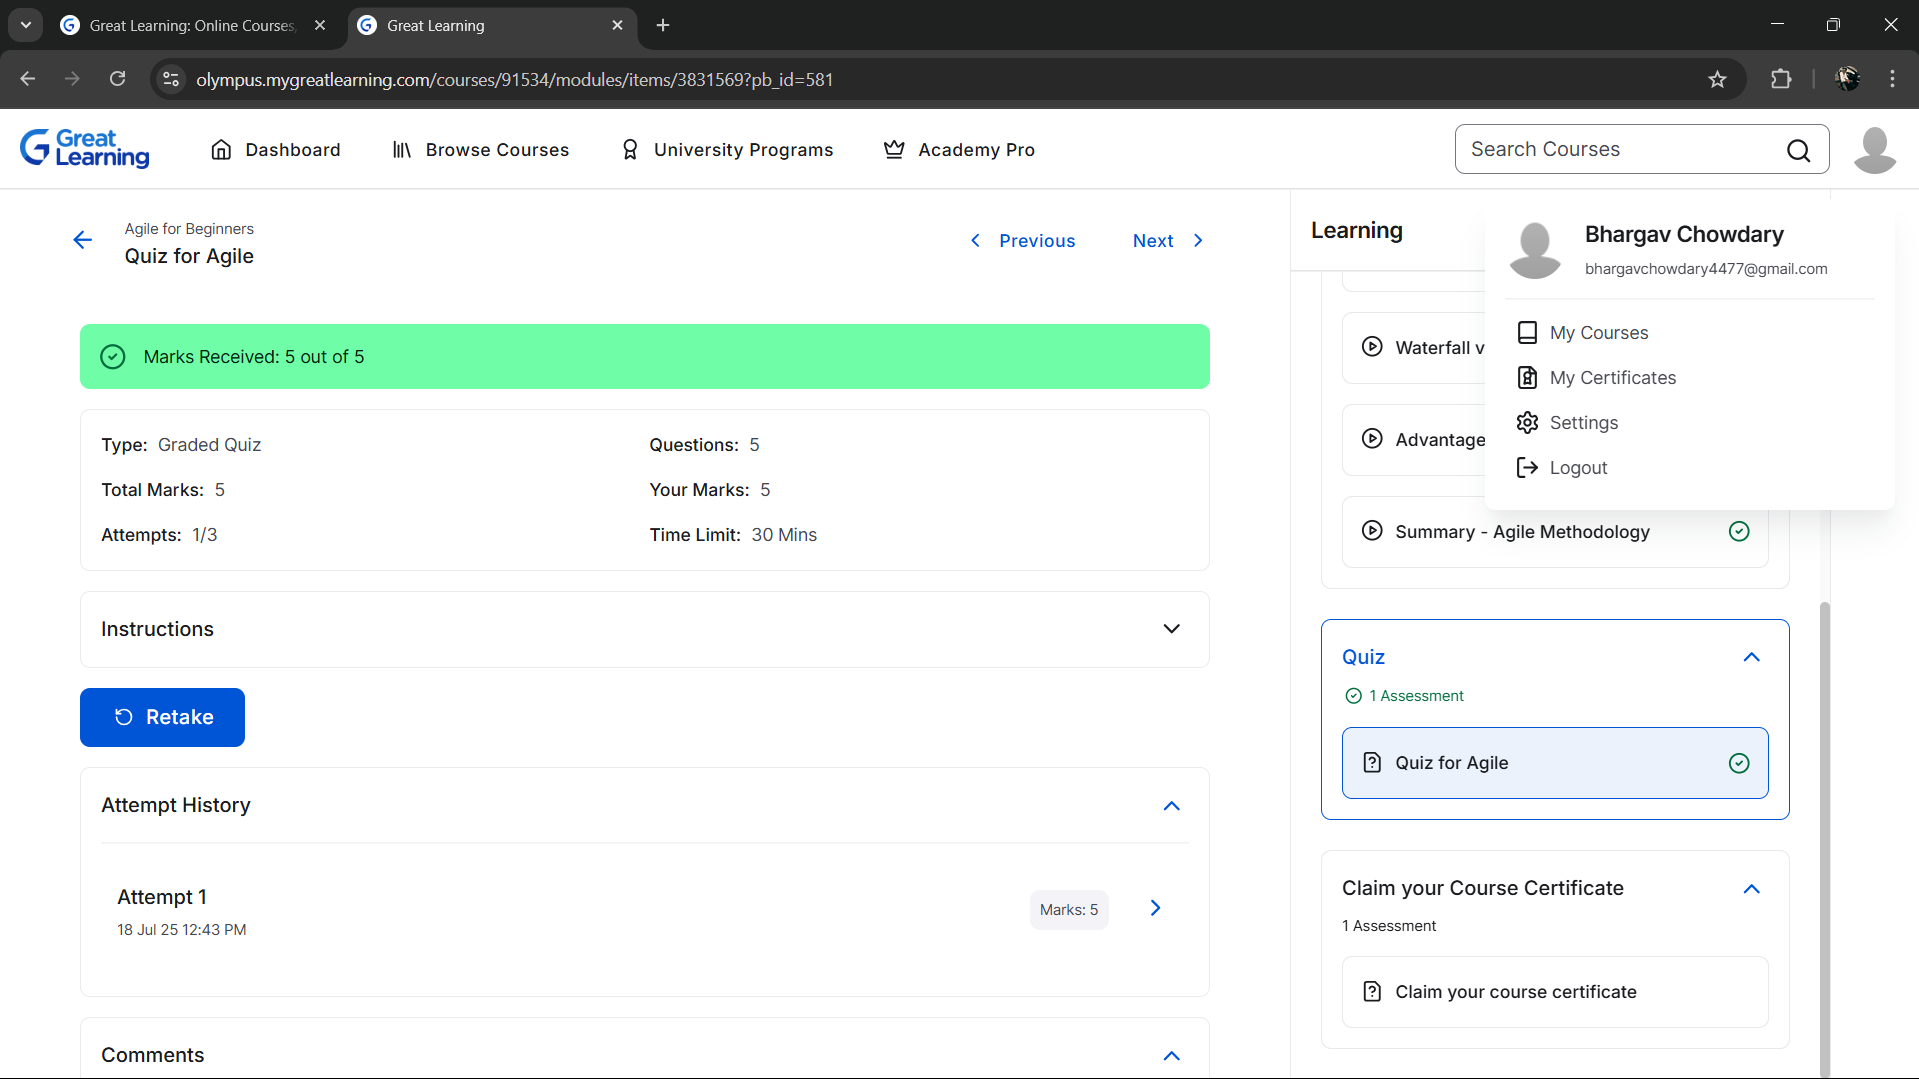 Great Learning: Online Courses,
Great Learning
olympus.mygreatlearning.com/courses/91534/modules/items/3831569?pb_id=581
Great
Learning
Dashboard
Browse Courses
University Programs
Academy Pro
Search Courses
Agile for Beginners
Quiz for Agile
Previous
Next
Marks Received: 5 out of 5
Type: Graded Quiz
Questions: 5
Total Marks: 5
Your Marks: 5
Attempts: 1/3
Time Limit: 30 Mins
Instructions
Retake
Attempt History
Attempt 1
18 Jul 25 12:43 PM
Marks: 5
Comments
Learning
Bhargav Chowdary
bhargavchowdary4477@gmail.com
My Courses
My Certificates
Settings
Logout
Waterfall v
Advantage
Summary - Agile Methodology
Quiz
1 Assessment
Quiz for Agile
Claim your Course Certificate
1 Assessment
Claim your course certificate